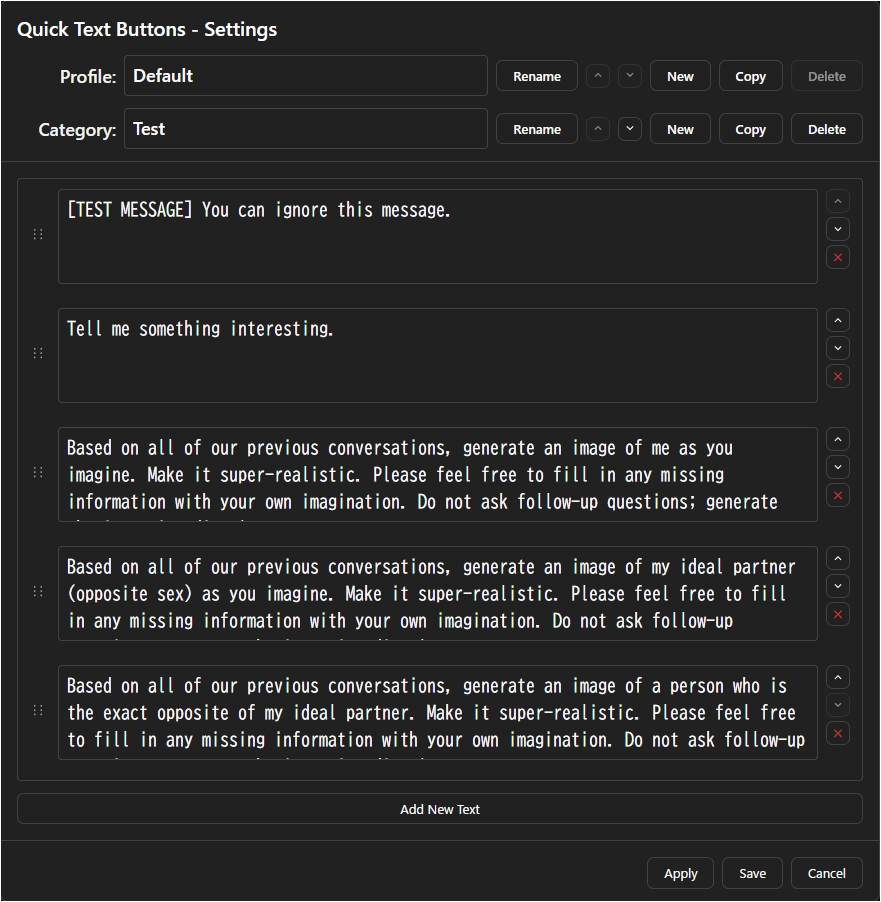 Quick Text Buttons - Settings
Profile: Default Rename New Copy Delete
Category: Test Rename New Copy Delete
[TEST MESSAGE] You can ignore this message.
Tell me something interesting.
Based on all of our previous conversations, generate an image of me as you
imagine. Make it super-realistic. Please feel free to fill in any missing
information with your own imagination. Do not ask follow-up questions; generate
Based on all of our previous conversations, generate an image of my ideal partner
(opposite sex) as you imagine. Make it super-realistic. Please feel free to fill
in any missing information with your own imagination. Do not ask follow-up
Based on all of our previous conversations, generate an image of a person who is
the exact opposite of my ideal partner. Make it super-realistic. Please feel free
to fill in any missing information with your own imagination. Do not ask follow-up
Add New Text
Apply Save Cancel